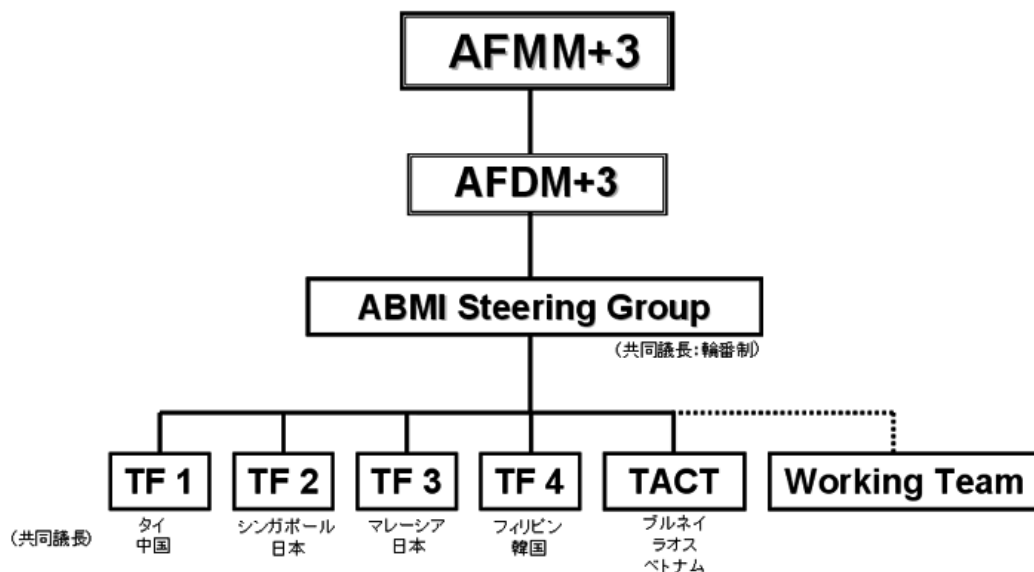 AFMM+3
AFDM+3
ABMI Steering Group
(共同議長:輪番制)
TF 1
TF 2
TF 3
TF 4
TACT
Working Team
(共同議長)
タイ
中国
シンガポール
日本
マレーシア
日本
フィリピン
韓国
ブルネイ
ラオス
ベトナム